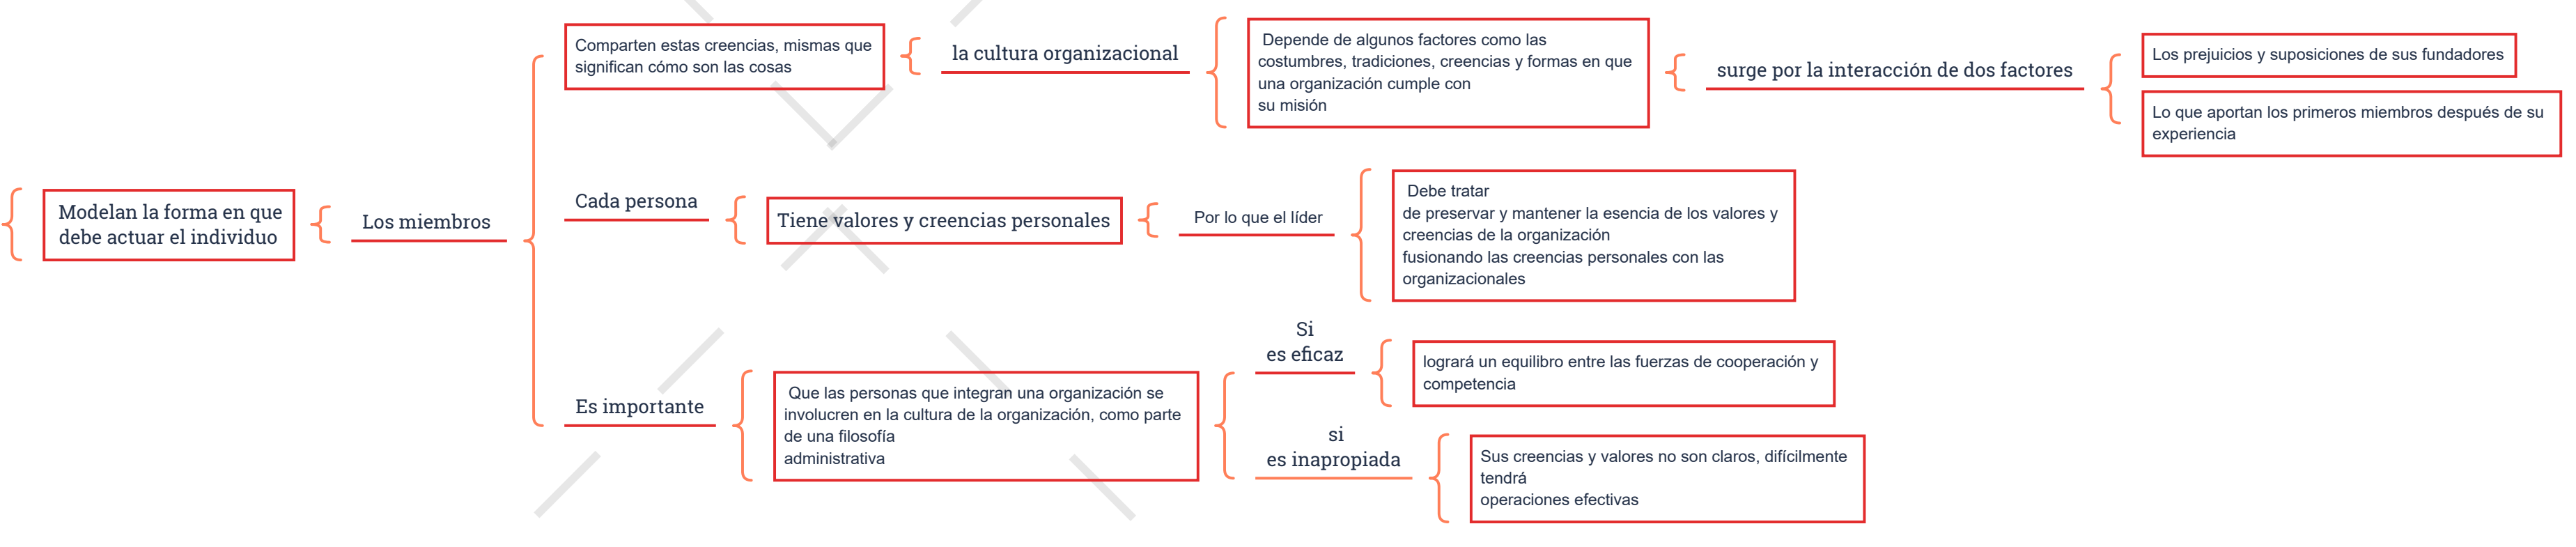 Modelan la forma en que
debe actuar el individuo
Los miembros
Comparten estas creencias, mismas que
significan cómo son las cosas
la cultura organizacional
Depende de algunos factores como las
costumbres, tradiciones, creencias y formas en que
una organización cumple con
su misión
surge por la interacción de dos factores
Los prejuicios y suposiciones de sus fundadores
Lo que aportan los primeros miembros después de su
experiencia
Cada persona
Tiene valores y creencias personales
Por lo que el líder
Debe tratar
de preservar y mantener la esencia de los valores y
creencias de la organización
fusionando las creencias personales con las
organizacionales
Es importante
Que las personas que integran una organización se
involucren en la cultura de la organización, como parte
de una filosofía
administrativa
Si
es eficaz
logrará un equilibro entre las fuerzas de cooperación y
competencia
si
es inapropiada
Sus creencias y valores no son claros, difícilmente
tendrá
operaciones efectivas